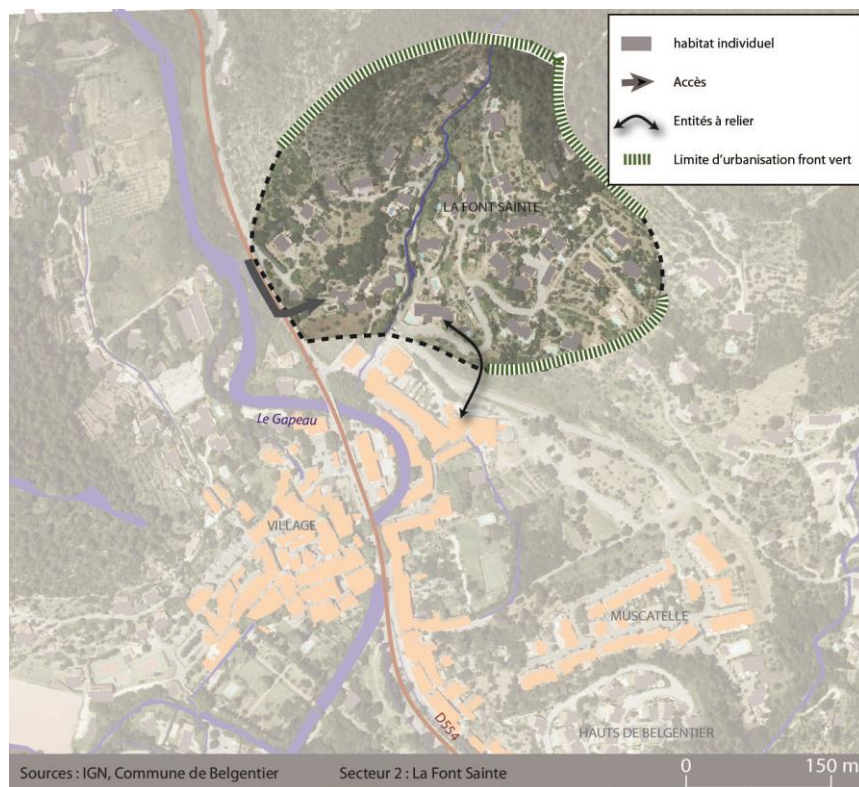 habitat individuel
Accès
Entités à relier
Limite d'urbanisation front vert
LA FONT SAINTE
Le Gapeau
VILLAGE
MUSCATELLE
D554
HAUTS DE BELGENTIER
Sources : IGN, Commune de Belgentier Secteur 2 : La Font Sainte 0 150 m